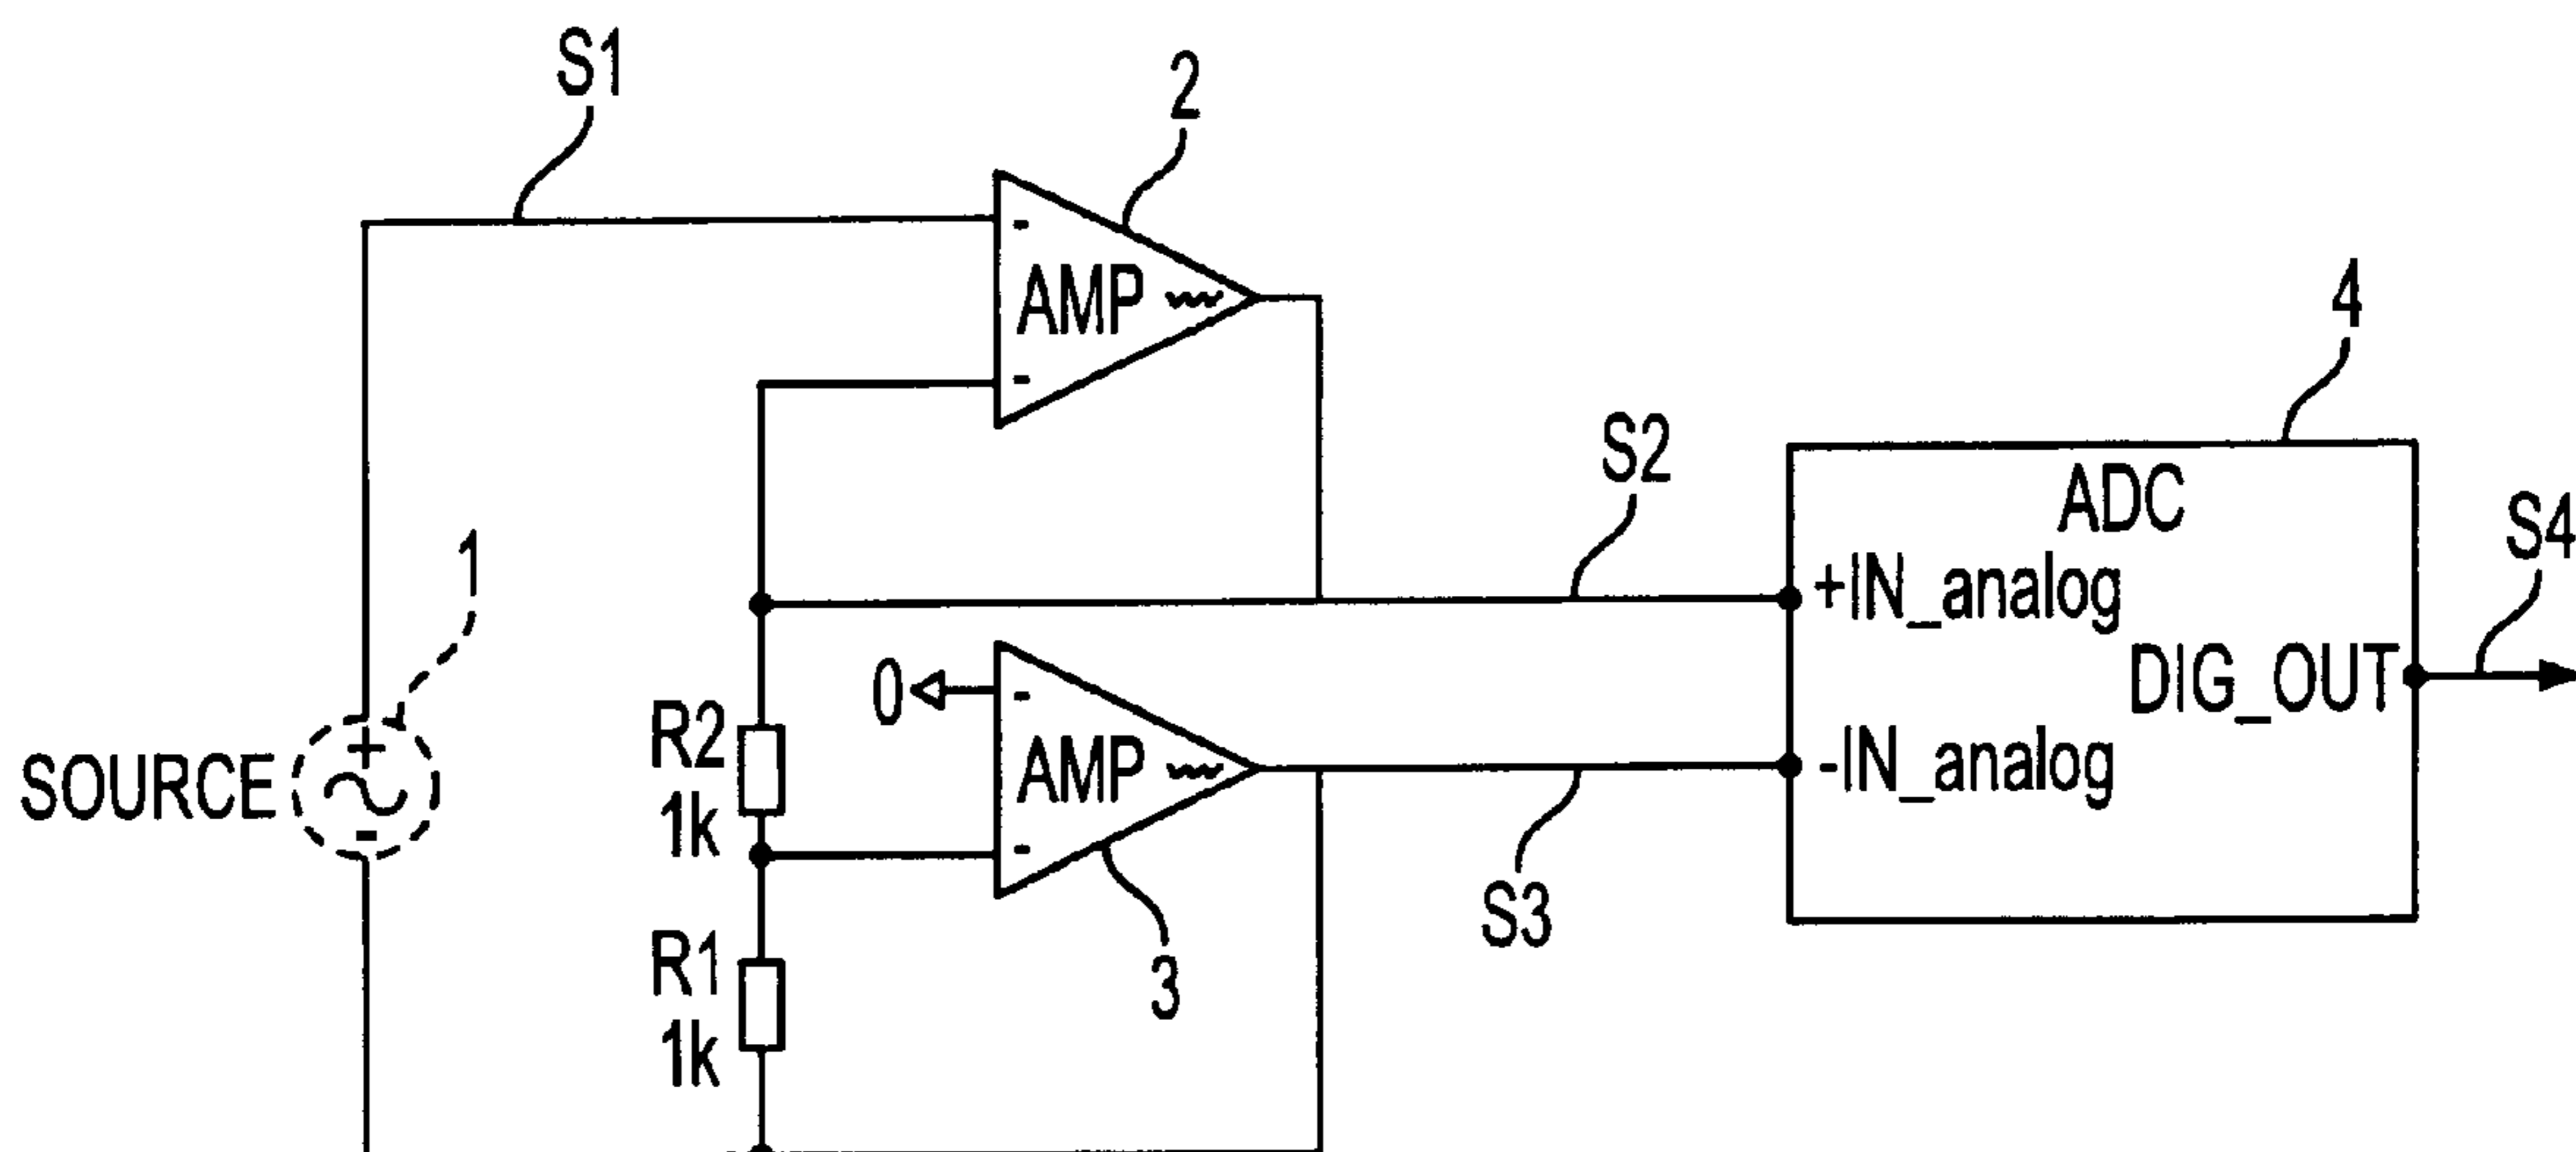 S1
2
-
AMP
-
4
S2
ADC
S4
+IN_analog
1
0
-
DIG_OUT
R2
1k
+
SOURCE
-
AMP
-
-IN_analog
S3
R1
1k
3